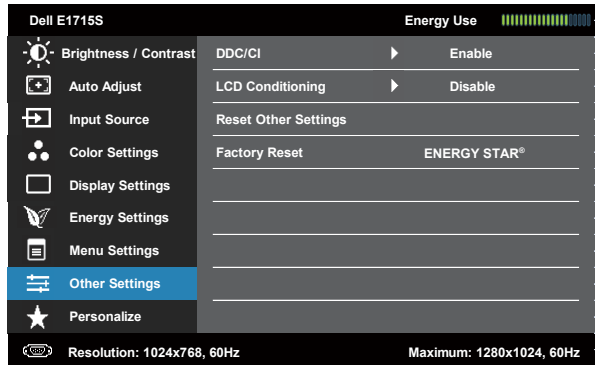 Dell E1715S Energy Use
Brightness / Contrast DDC/CI Enable
Auto Adjust LCD Conditioning Disable
Input Source Reset Other Settings
Color Settings Factory Reset ENERGY STAR®
Display Settings
Energy Settings
Menu Settings
Other Settings
Personalize
Resolution: 1024x768, 60Hz Maximum: 1280x1024, 60Hz